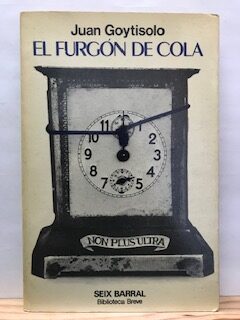 Juan Goytisolo
EL FURGÓN DE COLA
11 12 1
10 2
9 3
8 4
7 6 5
NON PLUS ULTRA
SEIX BARRAL
Biblioteca Breve